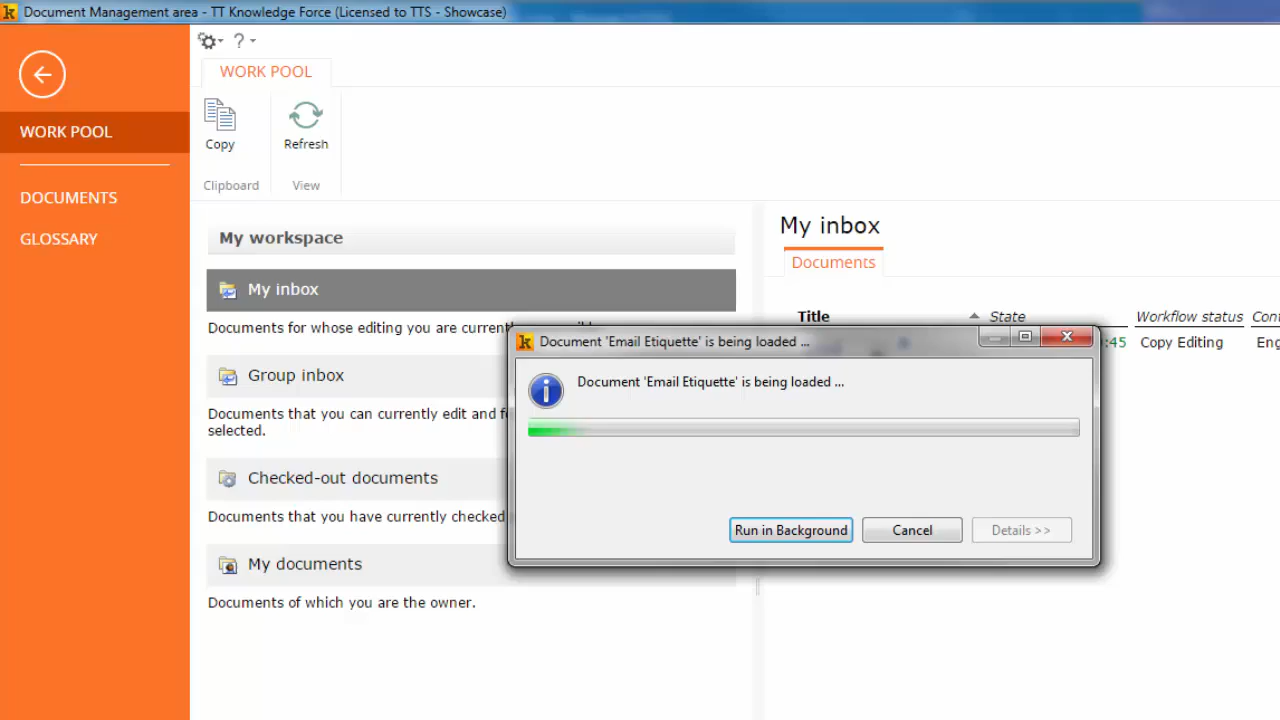 Document Management area - TT Knowledge Force (Licensed to TTS - Showcase)
?
WORK POOL
Copy
Refresh
Clipboard
View
WORK POOL
DOCUMENTS
GLOSSARY
My workspace
My inbox
Documents for whose editing you are
Group inbox
Documents that you can currently edit and
selected.
Checked-out documents
Documents that you have currently checked
My documents
Documents of which you are the owner.
My inbox
Documents
Title
State
Workflow status
:45
Copy Editing
Document 'Email Etiquette' is being loaded ...
Document 'Email Etiquette' is being loaded ...
Run in Background
Cancel
Details >>